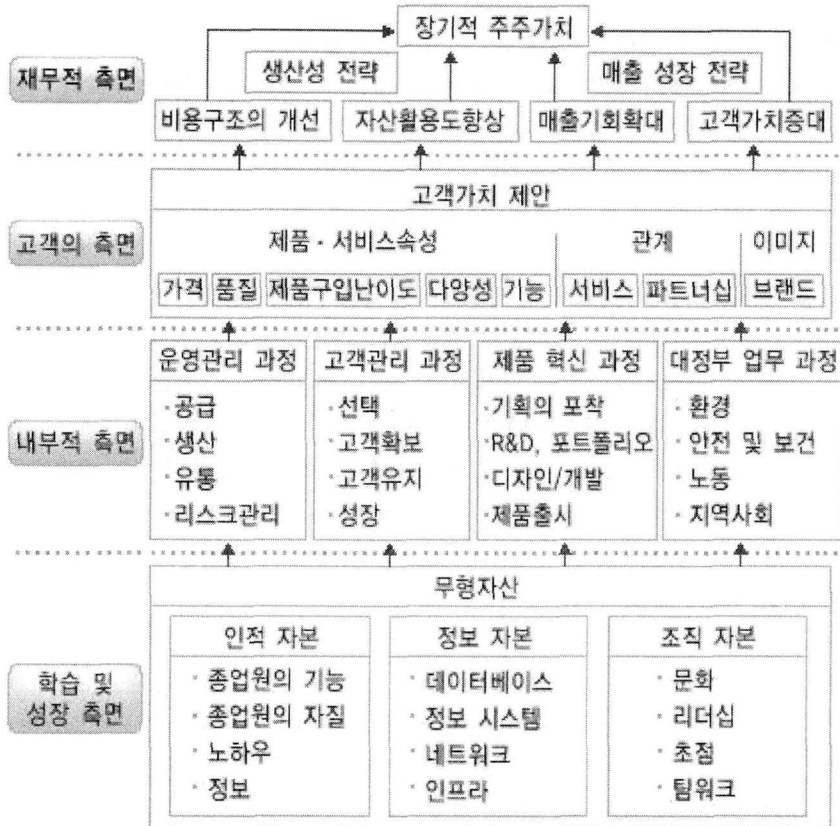 장기적 주주가치
재무적 측면
생산성 전략
매출 성장 전략
비용구조의 개선
자산활용도향상
매출기회확대
고객가치증대
고객의 측면
고객가치 제안
제품·서비스속성
관계
이미지
가격
품질
제품구입난이도
다양성
기능
서비스
파트너십
브랜드
내부적 측면
운영관리 과정
·공급
·생산
·유통
·리스크관리
고객관리 과정
·선택
·고객확보
·고객유지
·성장
제품 혁신 과정
·기획의 포착
·R&D, 포트폴리오
·디자인/개발
·제품출시
대정부 업무 과정
·환경
·안전 및 보건
·노동
·지역사회
학습 및
성장 측면
무형자산
인적 자본
·종업원의 기능
·종업원의 자질
·노하우
·정보
정보 자본
·데이터베이스
·정보 시스템
·네트워크
·인프라
조직 자본
·문화
·리더십
·초점
·팀워크